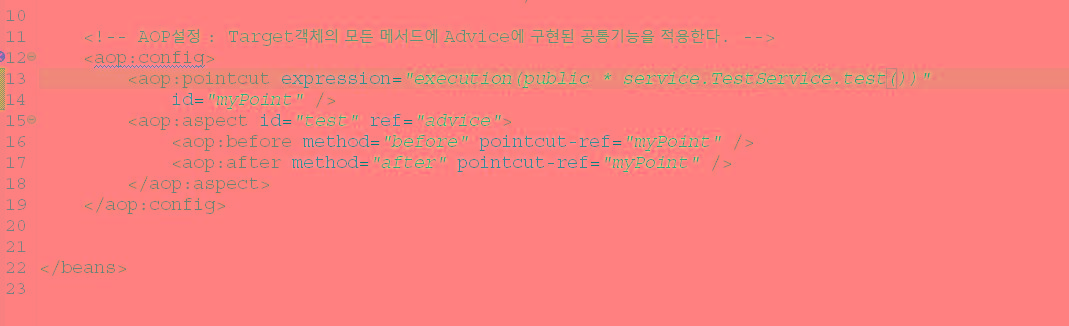 10
11 <!-- AOP설정 : Target객체의 모든 메서드에 Advice에 구현된 공통기능을 적용한다. -->
12 <aop:config>
13 <aop:pointcut expression="execution(public * service.TestService.test())"
14 id="myPoint" />
15 <aop:aspect id="test" ref="advice">
16 <aop:before method="before" pointcut-ref="myPoint" />
17 <aop:after method="after" pointcut-ref="myPoint" />
18 </aop:aspect>
19 </aop:config>
20
21
22 </beans>
23